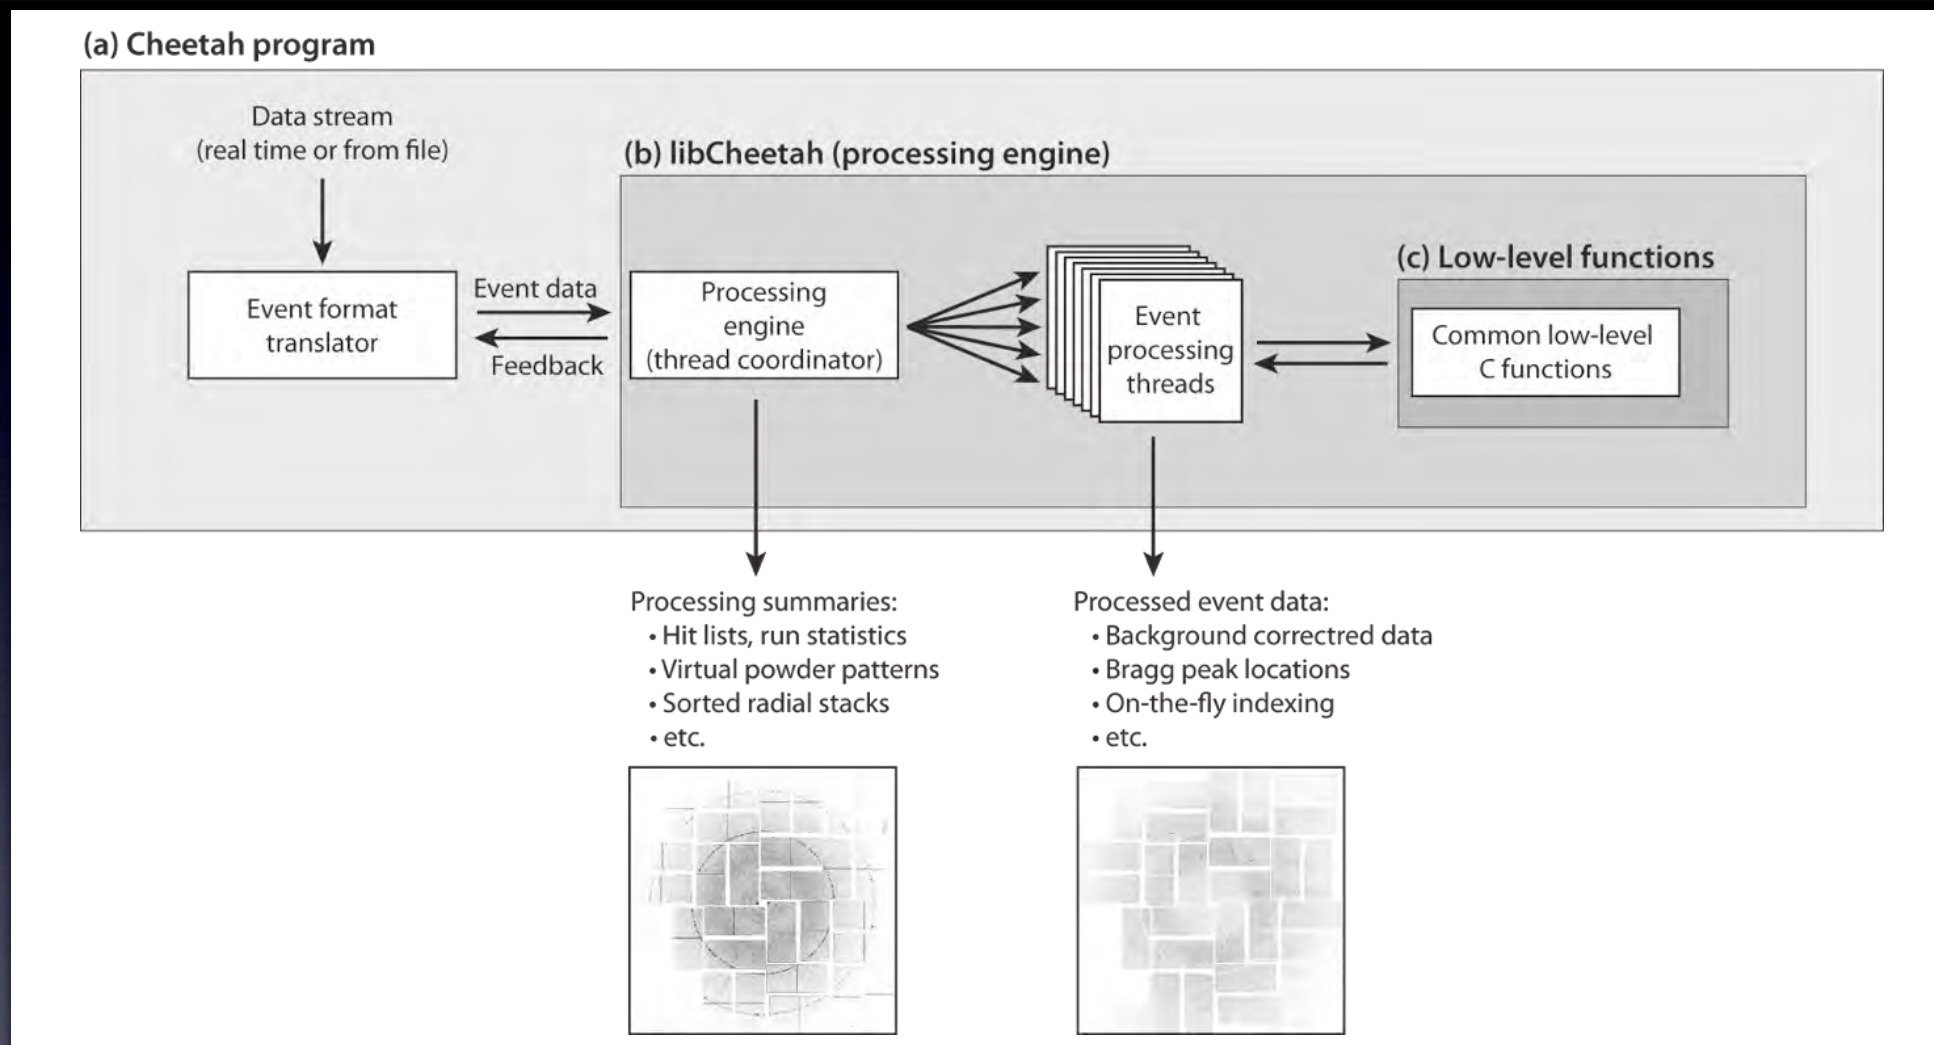 (a) Cheetah program
Data stream
(real time or from file)
(b) libCheetah (processing engine)
(c) Low-level functions
Event format
translator
Event data
Feedback
Processing
engine
(thread coordinator)
Event
processing
threads
Common low-level
C functions
Processing summaries:
• Hit lists, run statistics
• Virtual powder patterns
• Sorted radial stacks
• etc.
Processed event data:
• Background correctred data
• Bragg peak locations
• On-the-fly indexing
• etc.